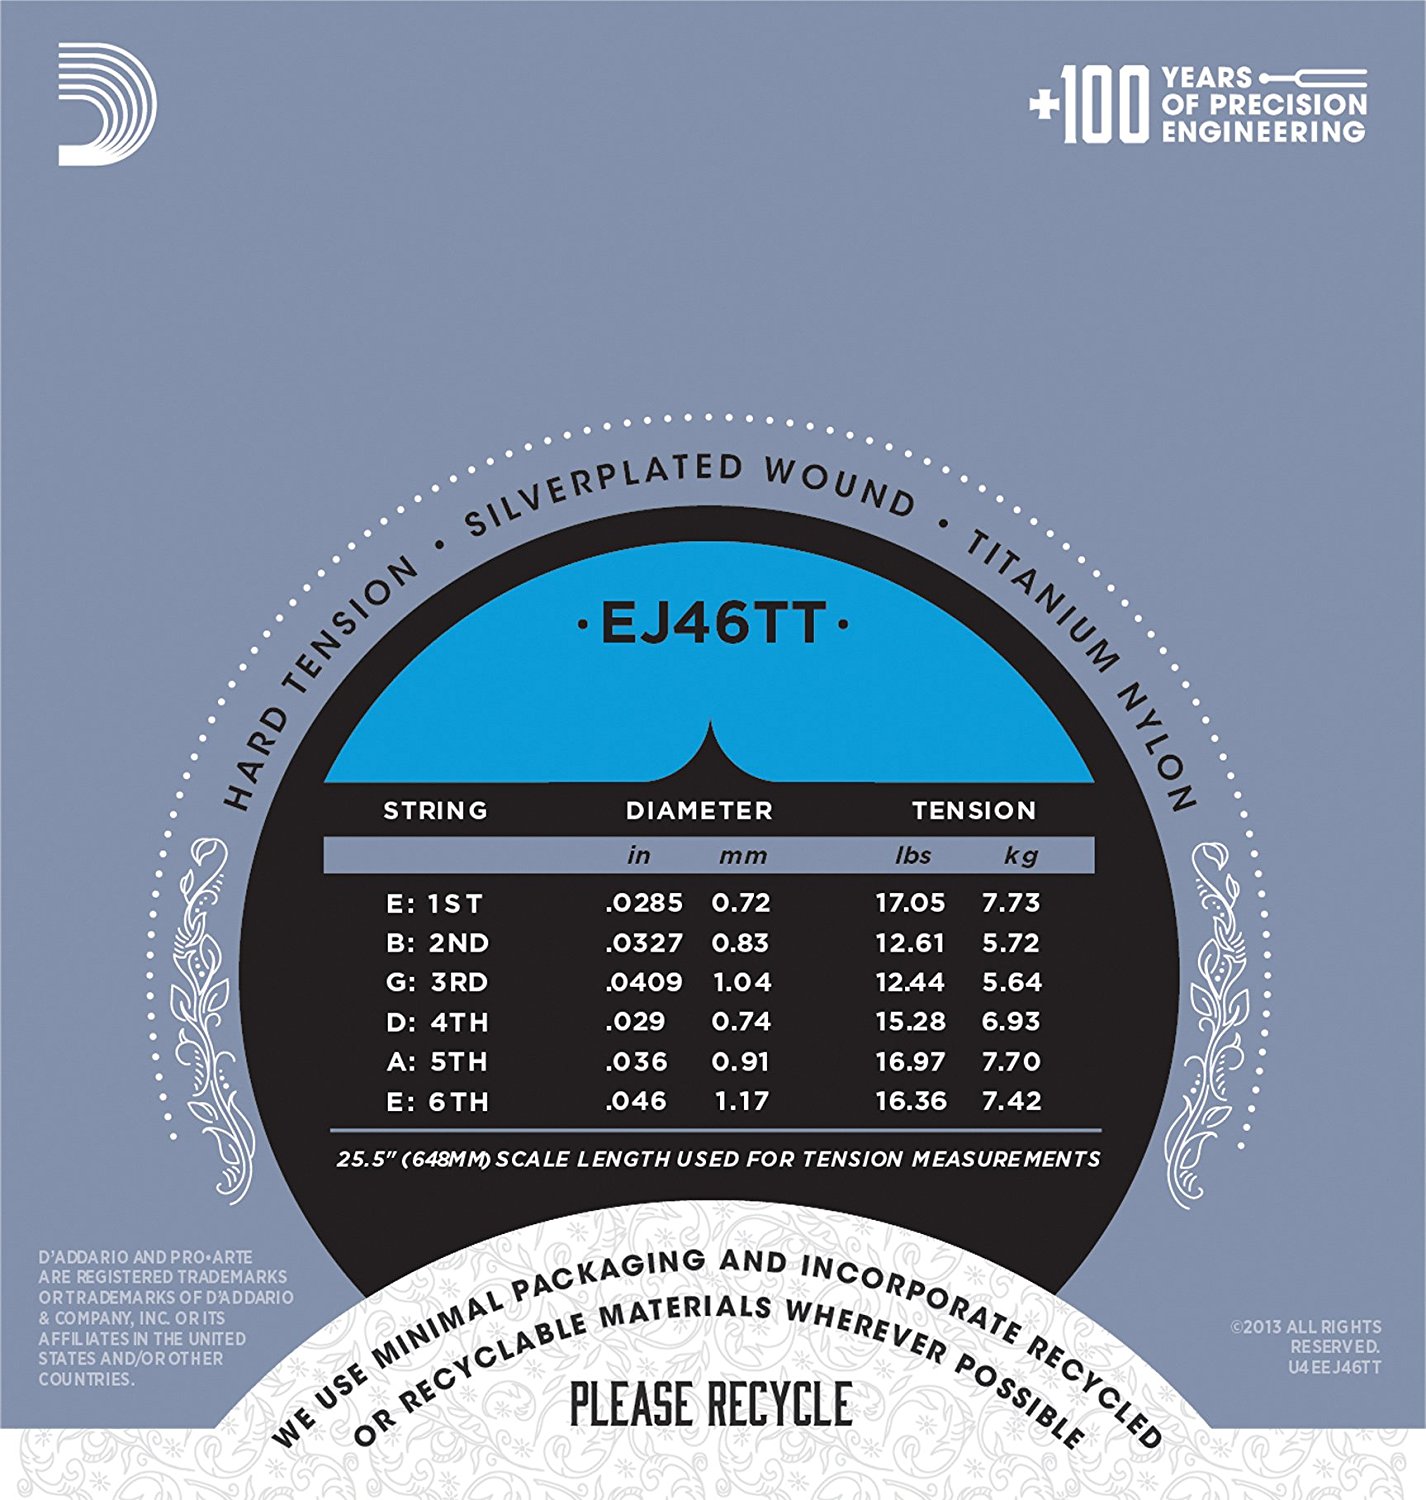 +100 YEARS
OF PRECISION
ENGINEERING
HARD TENSION • SILVERPLATED WOUND • TITANIUM NYLON
·EJ46TT·
STRING DIAMETER TENSION
in mm lbs kg
E: 1ST .0285 0.72 17.05 7.73
B: 2ND .0327 0.83 12.61 5.72
G: 3RD .0409 1.04 12.44 5.64
D: 4TH .029 0.74 15.28 6.93
A: 5TH .036 0.91 16.97 7.70
E: 6TH .046 1.17 16.36 7.42
25.5" (648MM) SCALE LENGTH USED FOR TENSION MEASUREMENTS
D'ADDARIO AND PRO•ARTE
ARE REGISTERED TRADEMARKS
OR TRADEMARKS OF D'ADDARIO
& COMPANY, INC. OR ITS
AFFILIATES IN THE UNITED
STATES AND/OR OTHER
COUNTRIES.
WE USE MINIMAL PACKAGING AND INCORPORATE RECYCLED
OR RECYCLABLE MATERIALS WHEREVER POSSIBLE
PLEASE RECYCLE
©2013 ALL RIGHTS
RESERVED.
U4EEJ46TT